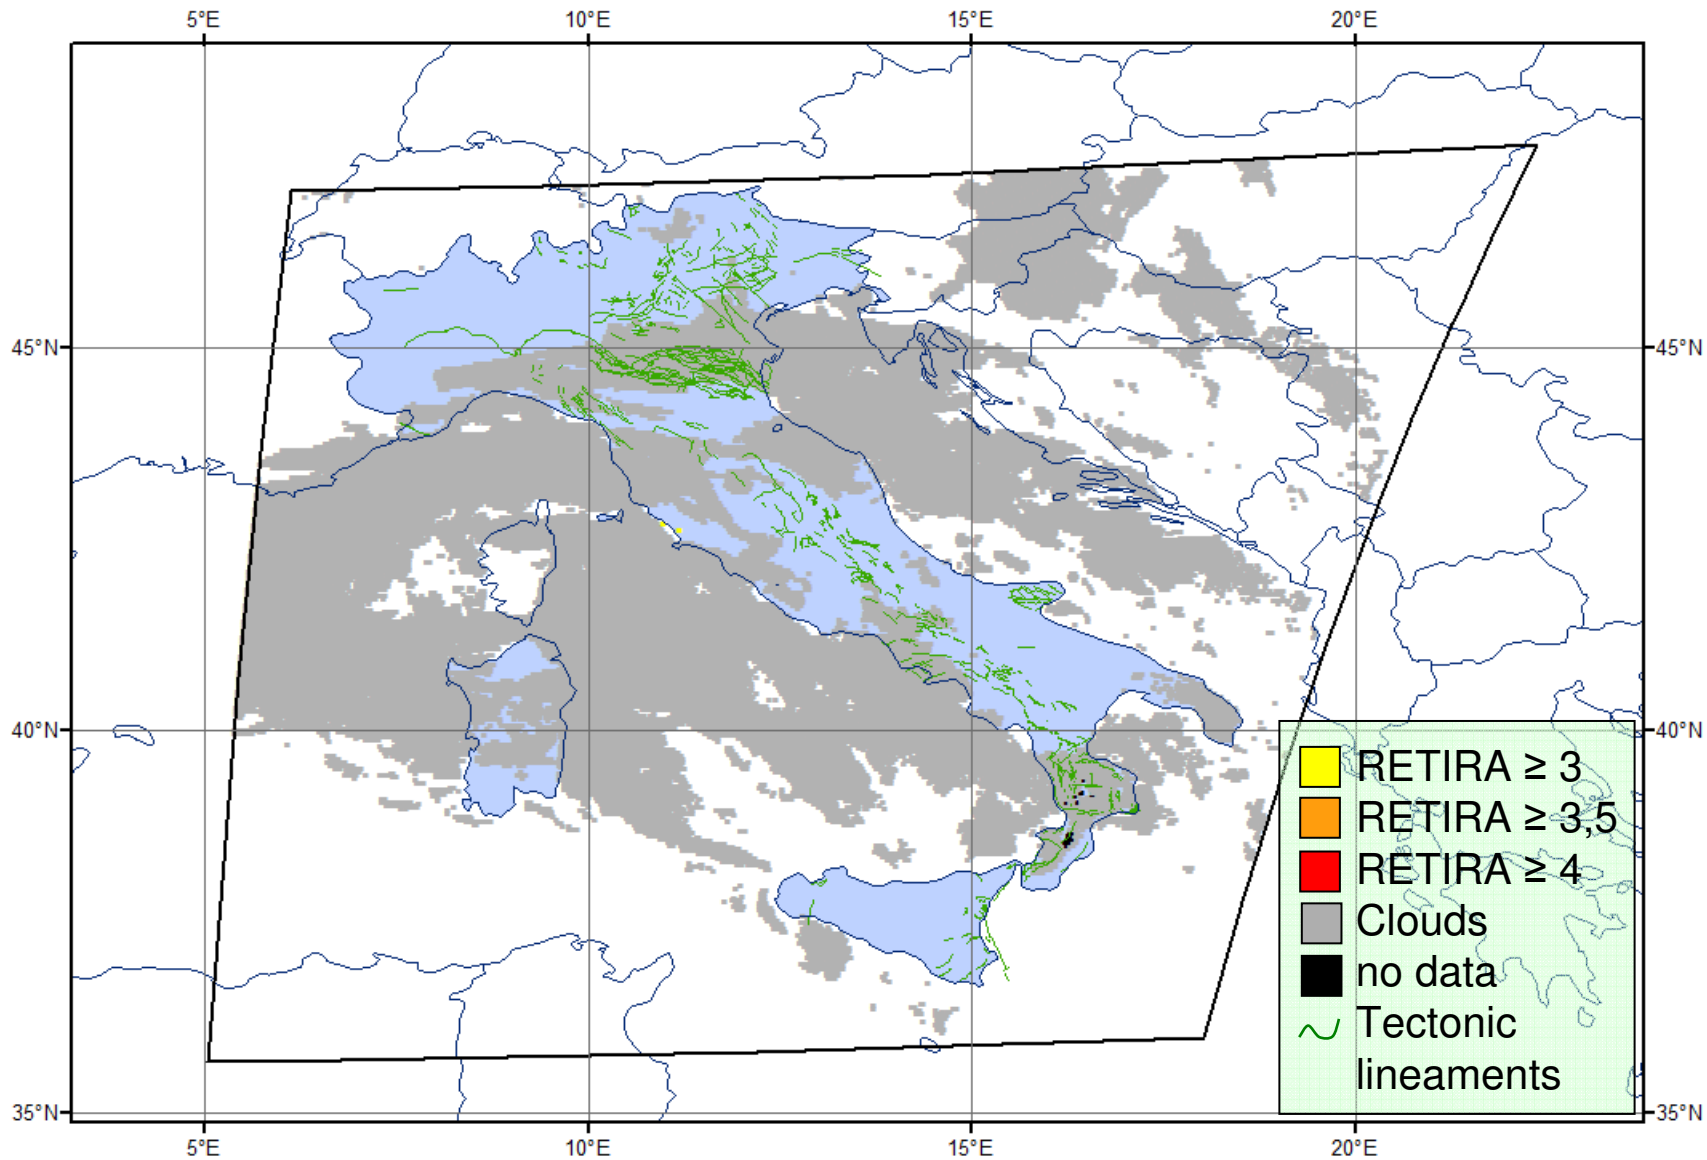 5°E 10°E 15°E 20°E
45°N 45°N
40°N 40°N
RETIRA ≥ 3
RETIRA ≥ 3,5
RETIRA ≥ 4
Clouds
no data
Tectonic
lineaments
35°N 35°N
5°E 10°E 15°E 20°E